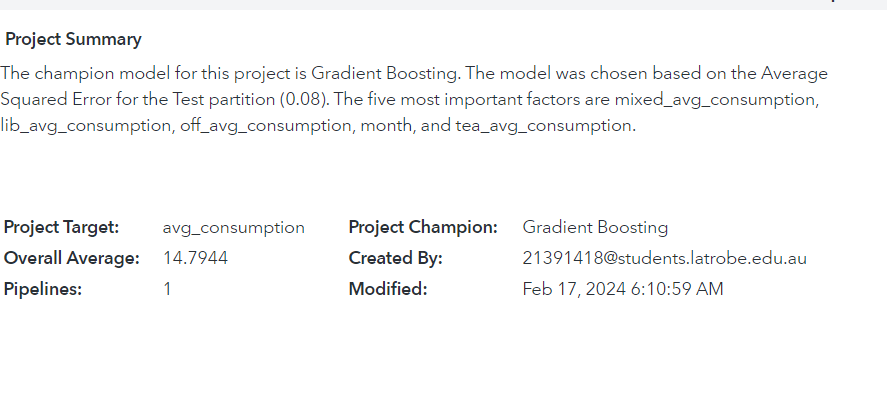 Project Summary
The champion model for this project is Gradient Boosting. The model was chosen based on the Average
Squared Error for the Test partition (0.08). The five most important factors are mixed_avg_consumption,
lib_avg_consumption, off_avg_consumption, month, and tea_avg_consumption.
Project Target: avg_consumption Project Champion: Gradient Boosting
Overall Average: 14.7944 Created By: 21391418@students.latrobe.edu.au
Pipelines: 1 Modified: Feb 17, 2024 6:10:59 AM